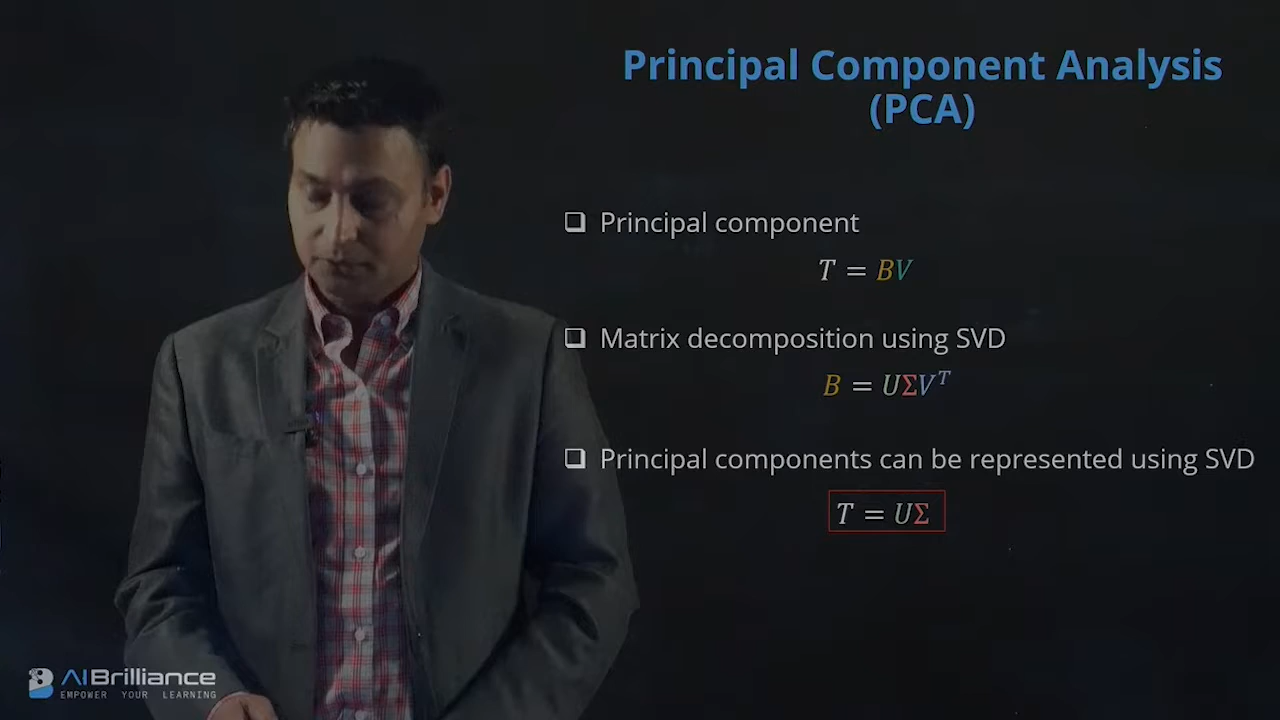 Principal Component Analysis
(PCA)
❑ Principal component
T = BV
❑ Matrix decomposition using SVD
B = UΣVᵀ
❑ Principal components can be represented using SVD
T = UΣ
AIBrilliance
EMPOWER YOUR LEARNING